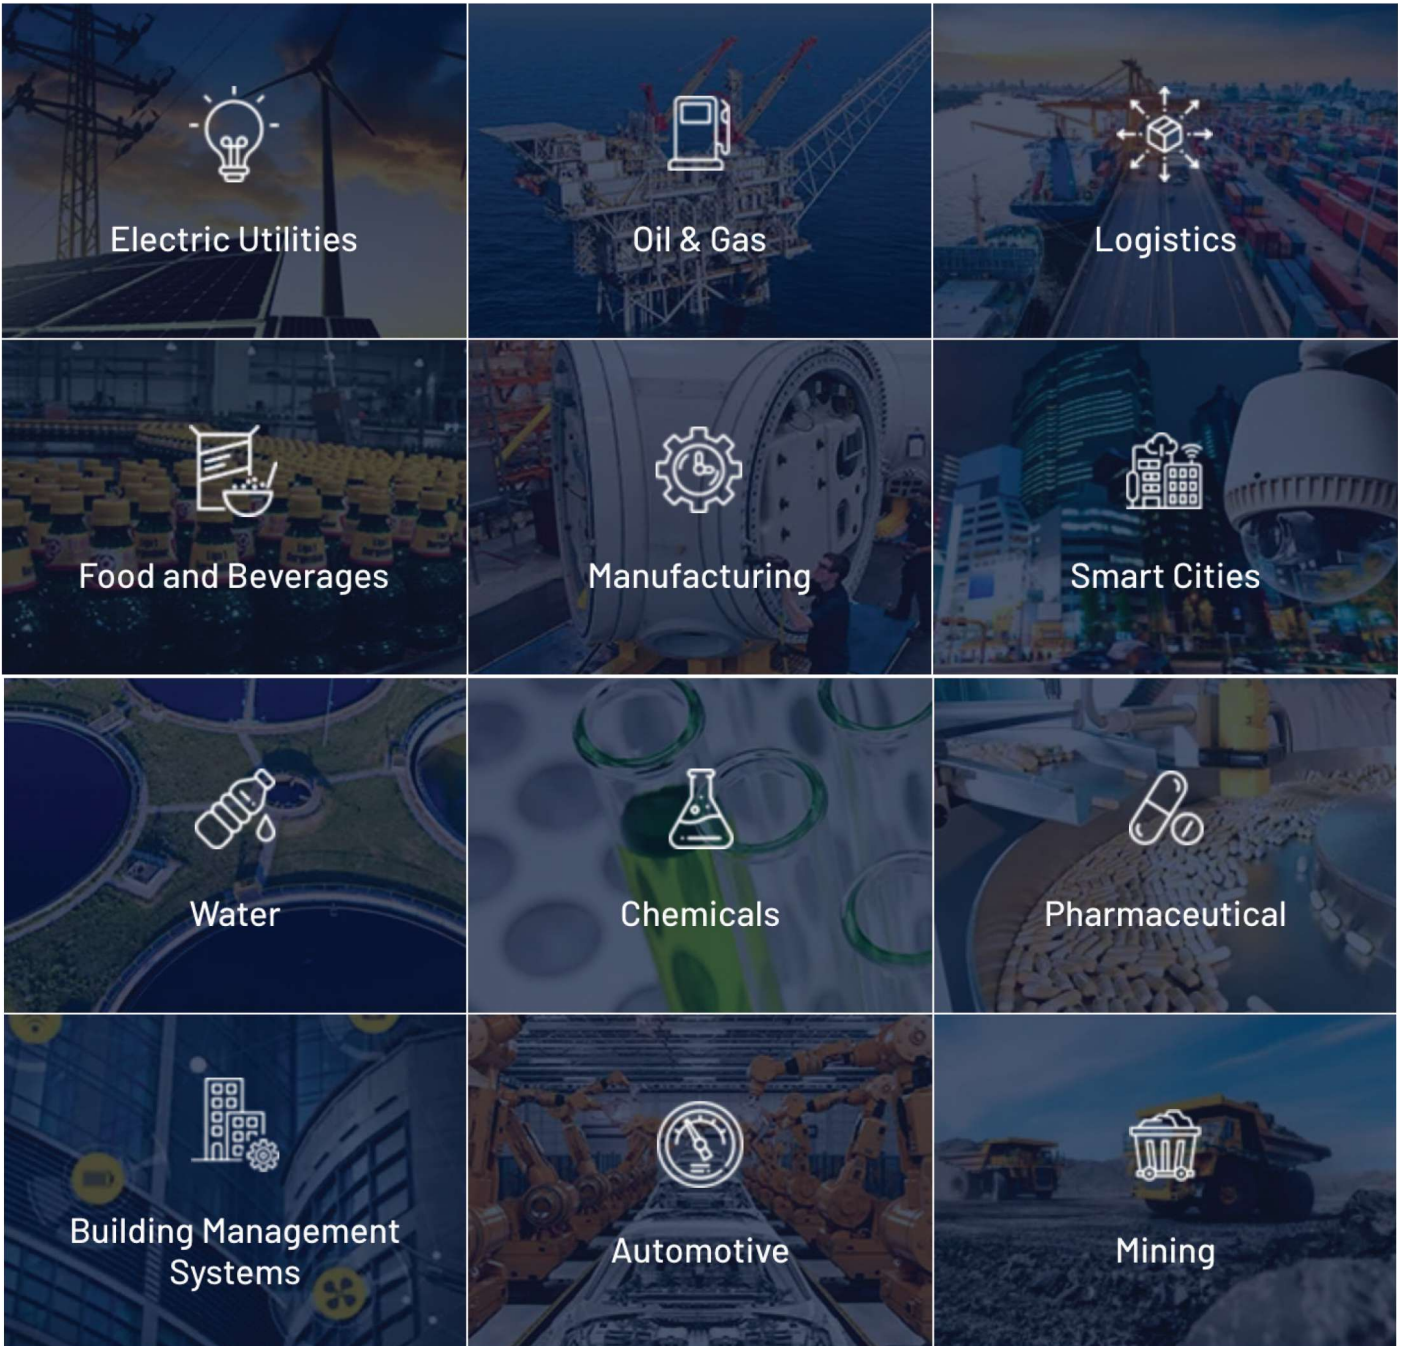 Electric Utilities
Oil & Gas
Logistics
Food and Beverages
Manufacturing
Smart Cities
Water
Chemicals
Pharmaceutical
Building Management
Systems
Automotive
Mining